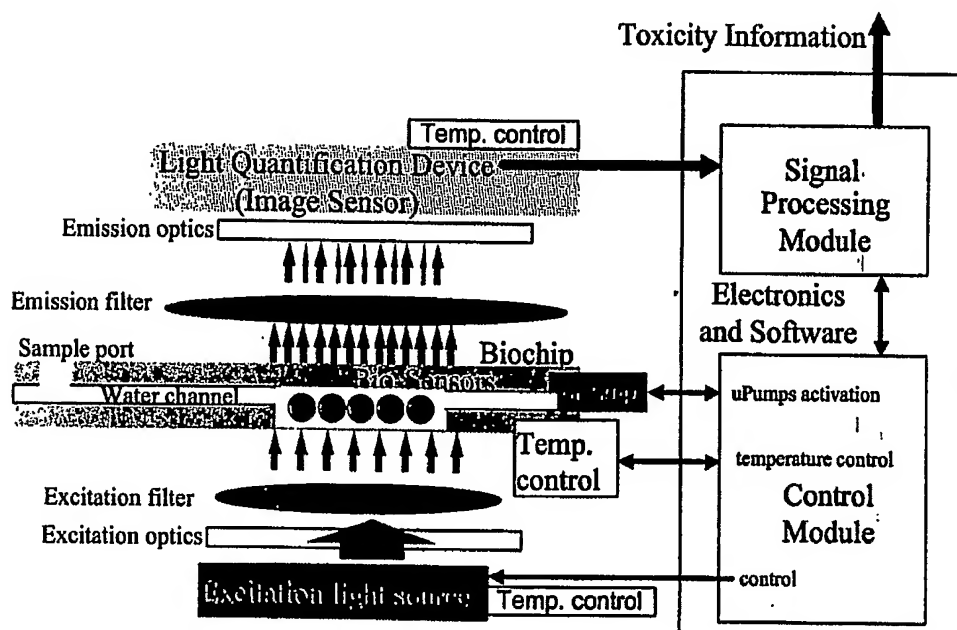 Toxicity Information
Temp. control
Light Quantification Device
(Image Sensor)
Signal
Processing
Module
Emission optics
Emission filter
Electronics
and Software
Sample port
Biochip
Bio Sensors
Water channel
uPumps activation
Temp.
control
temperature control
Excitation filter
Control
Module
Excitation optics
control
Excitation light source
Temp. control